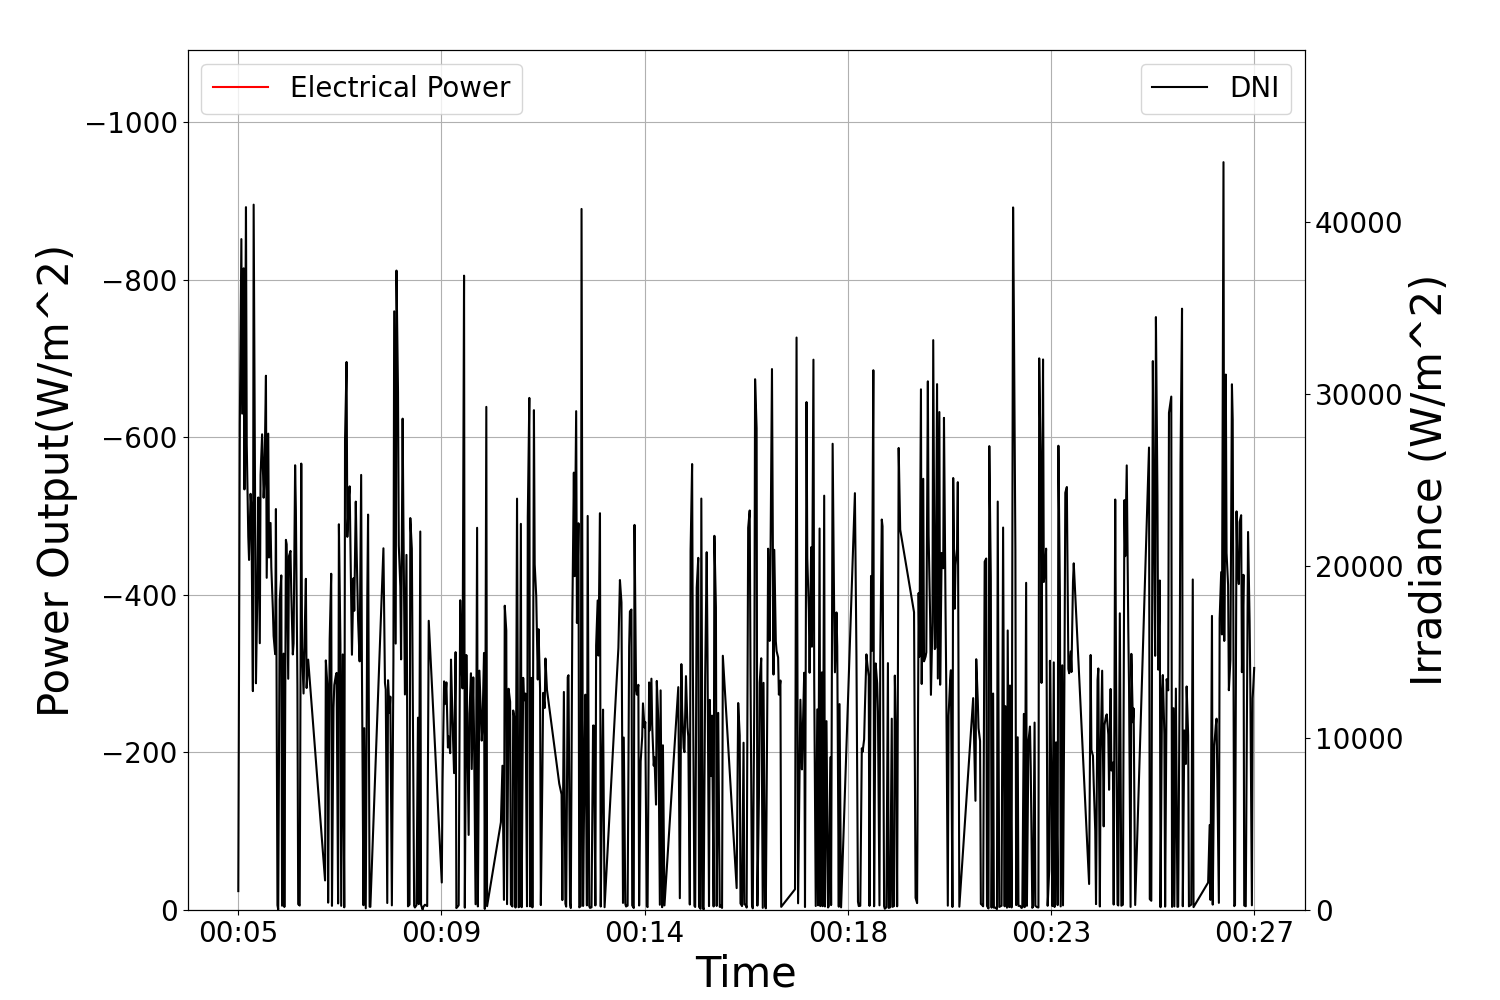 Electrical Power
DNI
−1000
−800
−600
−400
−200
0
Power Output(W/m^2)
40000
30000
20000
10000
0
Irradiance (W/m^2)
00:05 00:09 00:14 00:18 00:23 00:27
Time